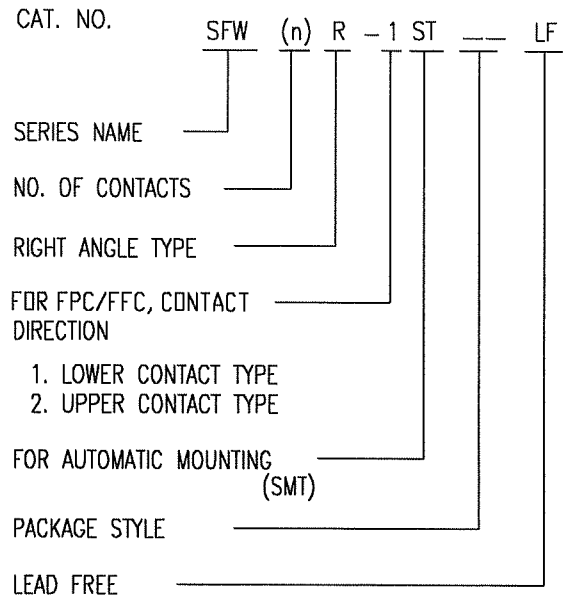 CAT. NO.
SFW (n) R - 1 ST __ LF
SERIES NAME
NO. OF CONTACTS
RIGHT ANGLE TYPE
FOR FPC/FFC, CONTACT
DIRECTION
1. LOWER CONTACT TYPE
2. UPPER CONTACT TYPE
FOR AUTOMATIC MOUNTING
(SMT)
PACKAGE STYLE
LEAD FREE